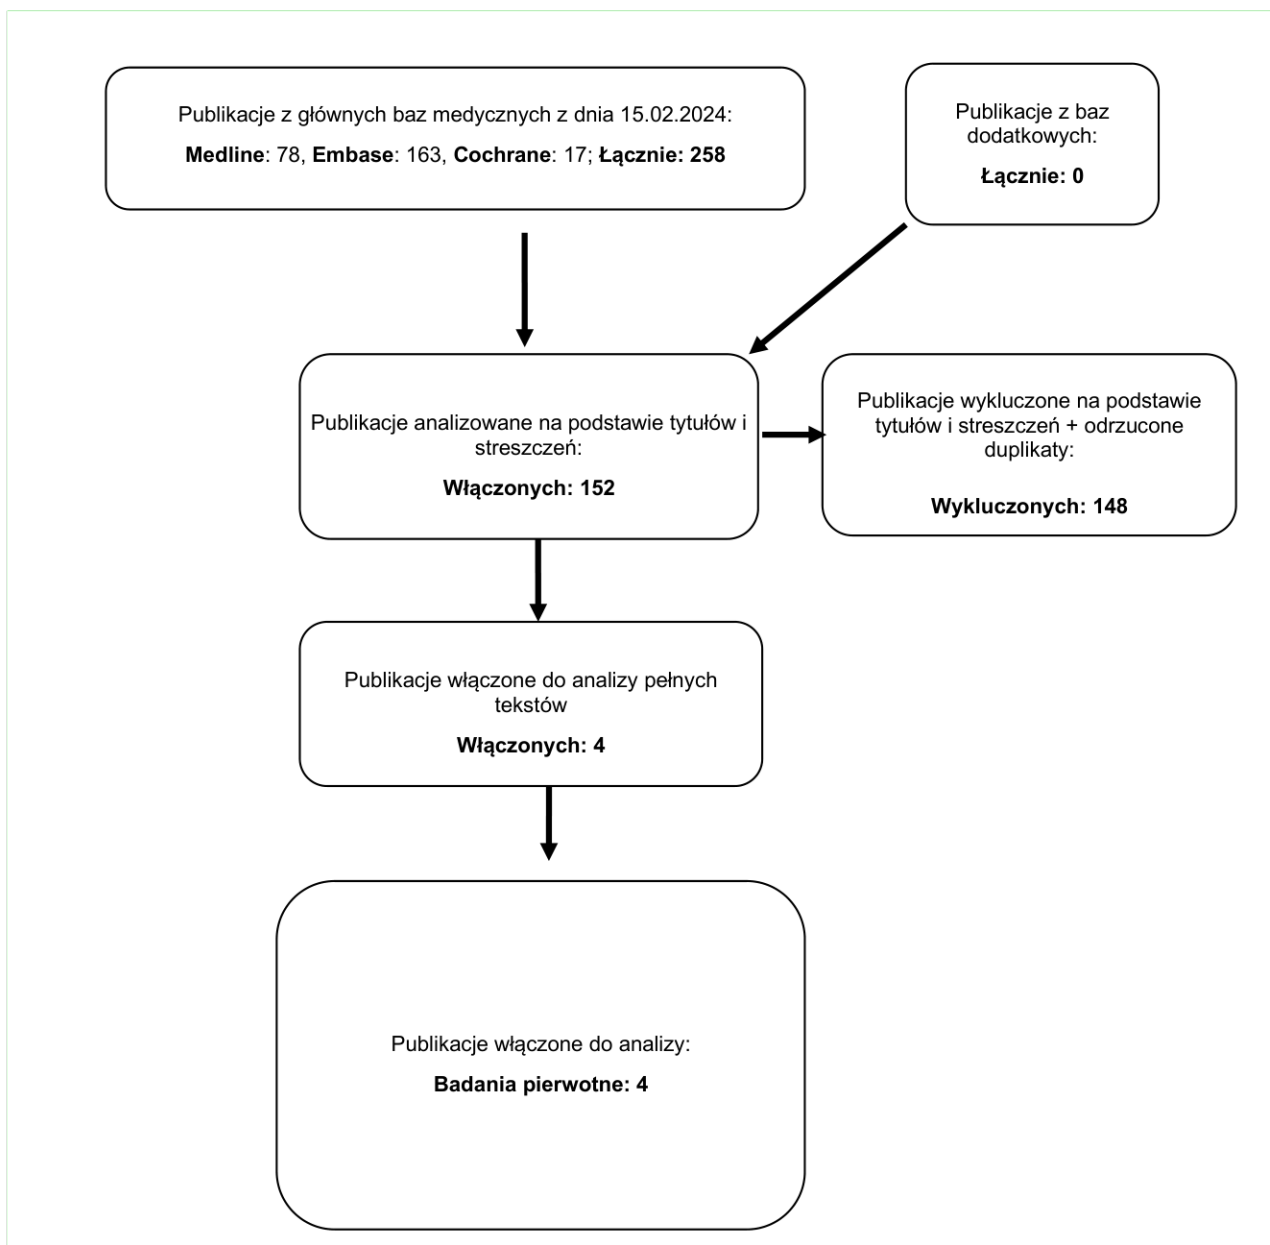 Publikacje z głównych baz medycznych z dnia 15.02.2024:
Medline: 78, Embase: 163, Cochrane: 17; Łącznie: 258
Publikacje z baz
dodatkowych:
Łącznie: 0
Publikacje analizowane na podstawie tytułów i
streszczeń:
Włączonych: 152
Publikacje wykluczone na podstawie
tytułów i streszczeń + odrzucone
duplikaty:
Wykluczonych: 148
Publikacje włączone do analizy pełnych
tekstów
Włączonych: 4
Publikacje włączone do analizy:
Badania pierwotne: 4